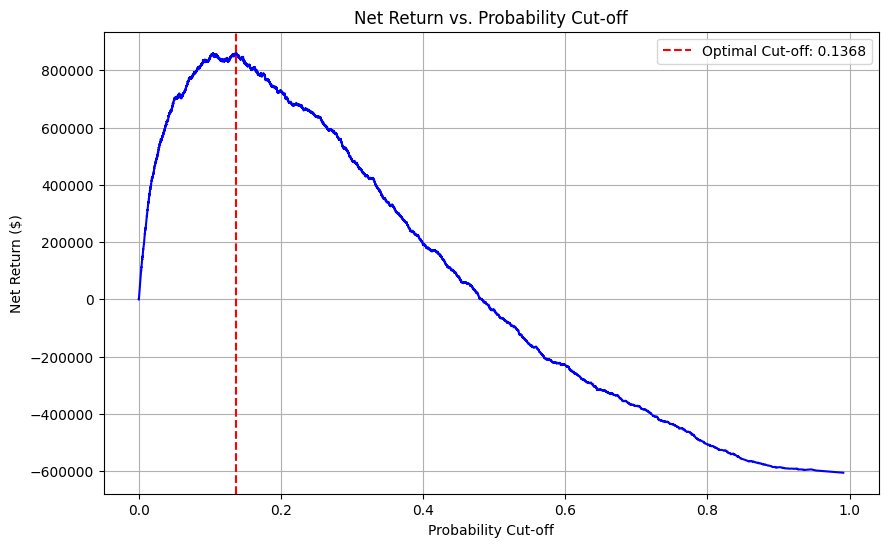 Net Return vs. Probability Cut-off
Optimal Cut-off: 0.1368
Net Return ($)
800000
600000
400000
200000
0
−200000
−400000
−600000
0.0 0.2 0.4 0.6 0.8 1.0
Probability Cut-off